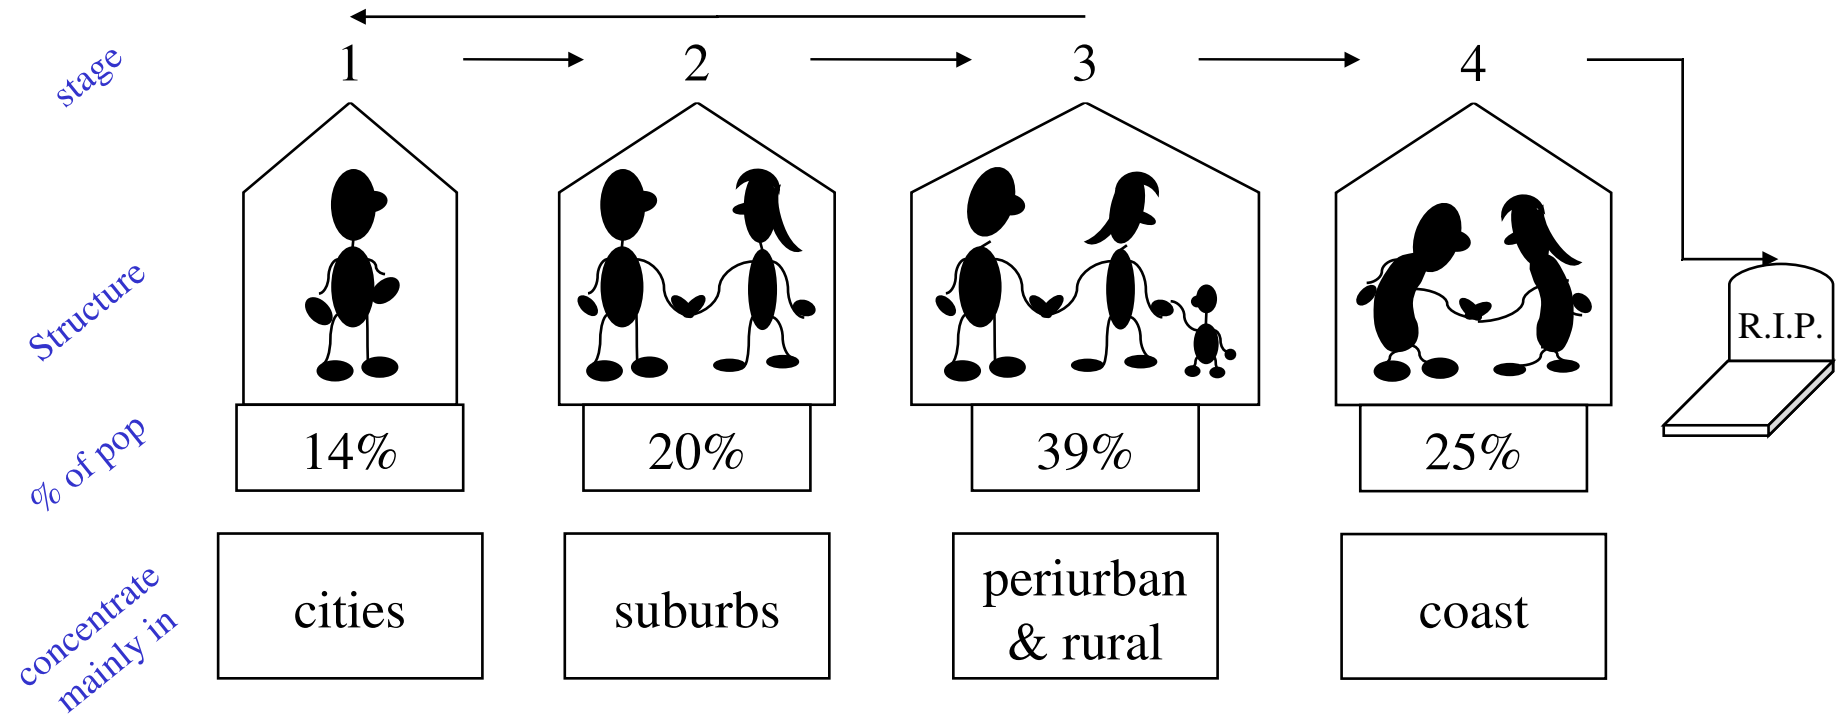 stage
1
2
3
4
Structure
R.I.P.
% of pop
14%
20%
39%
25%
concentrate
mainly in
cities
suburbs
periurban
& rural
coast